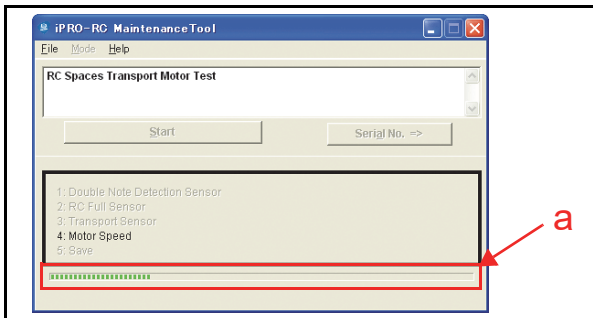 iPRO-RC MaintenanceTool
File Mode Help
RC Spaces Transport Motor Test
Start Serial No. =>
1: Double Note Detection Sensor
2: RC Full Sensor
3: Transport Sensor
4: Motor Speed
5: Save
a